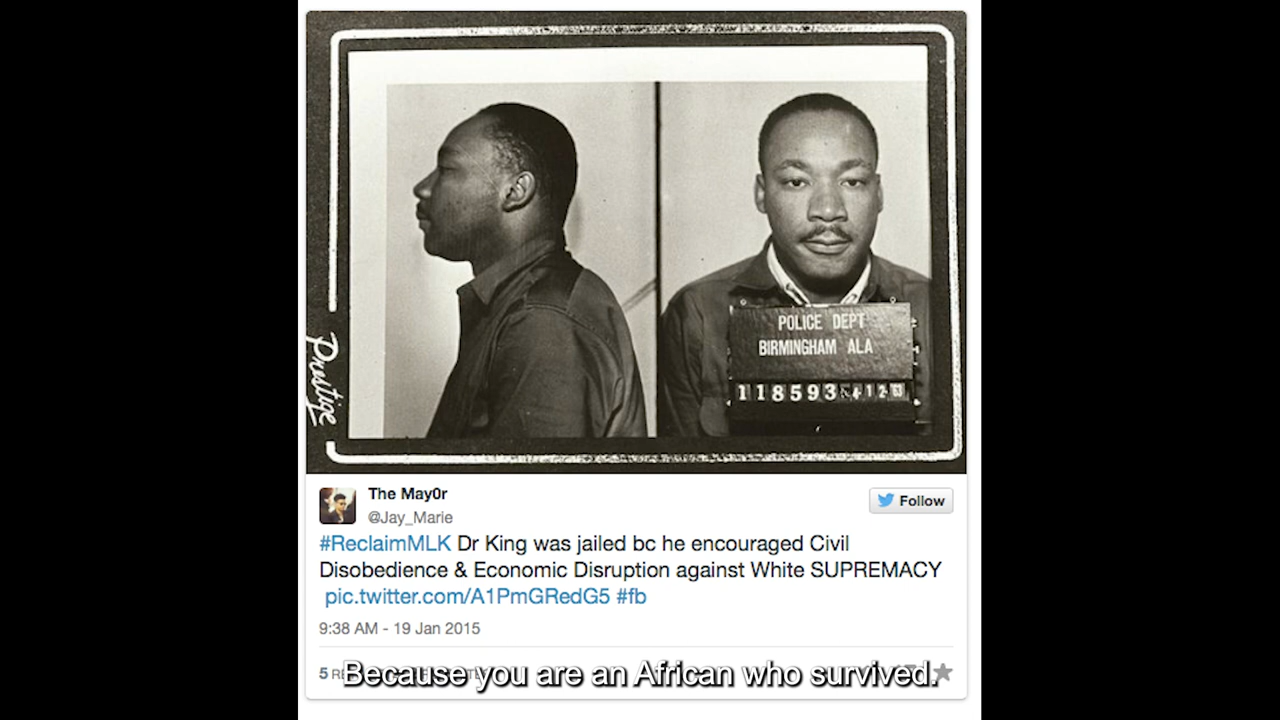 Prestige
POLICE DEPT
BIRMINGHAM ALA
118593
The May0r
@Jay_Marie
Follow
#ReclaimMLK Dr King was jailed bc he encouraged Civil
Disobedience & Economic Disruption against White SUPREMACY
pic.twitter.com/A1PmGRedG5 #fb
9:38 AM - 19 Jan 2015
5
Because you are an African who survived.